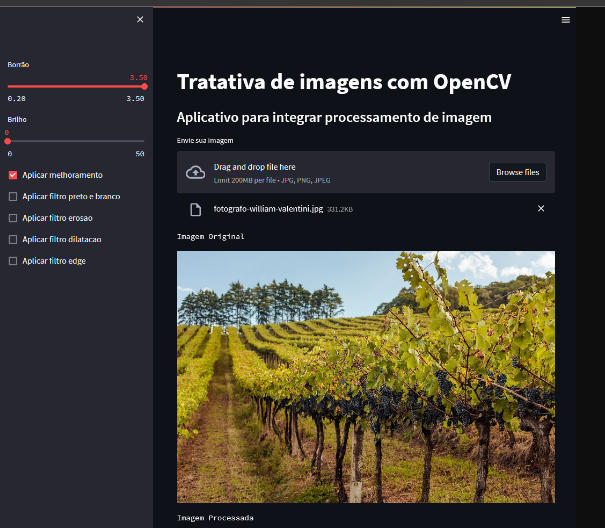 Borrão
3.50
0.20 3.50
Brilho
0
0 50
Aplicar melhoramento
Aplicar filtro preto e branco
Aplicar filtro erosao
Aplicar filtro dilatacao
Aplicar filtro edge
Tratativa de imagens com OpenCV
Aplicativo para integrar processamento de imagem
Envie sua imagem
Drag and drop file here
Limit 200MB per file • JPG, PNG, JPEG
Browse files
fotografo-william-valentini.jpg 331.2KB
Imagem Original
Imagem Processada